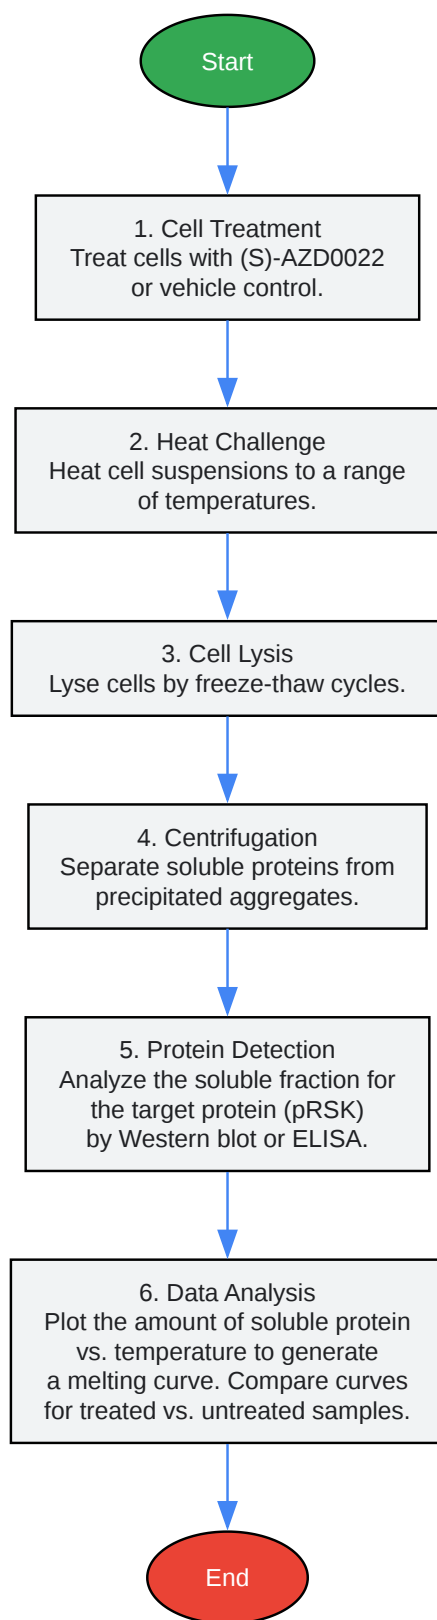 Start
1. Cell Treatment
Treat cells with (S)-AZD0022
or vehicle control.
2. Heat Challenge
Heat cell suspensions to a range
of temperatures.
3. Cell Lysis
Lyse cells by freeze-thaw cycles.
4. Centrifugation
Separate soluble proteins from
precipitated aggregates.
5. Protein Detection
Analyze the soluble fraction for
the target protein (pRSK)
by Western blot or ELISA.
6. Data Analysis
Plot the amount of soluble protein
vs. temperature to generate
a melting curve. Compare curves
for treated vs. untreated samples.
End